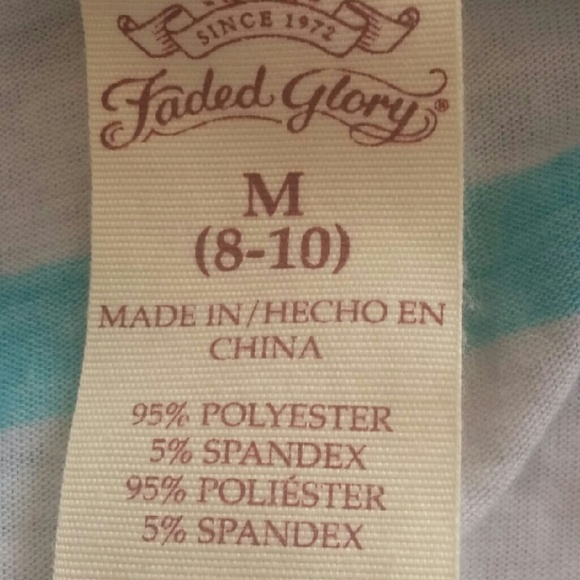 SINCE 1972
Faded Glory®
M
(8-10)
MADE IN/HECHO EN
CHINA
95% POLYESTER
5% SPANDEX
95% POLIÉSTER
5% SPANDEX